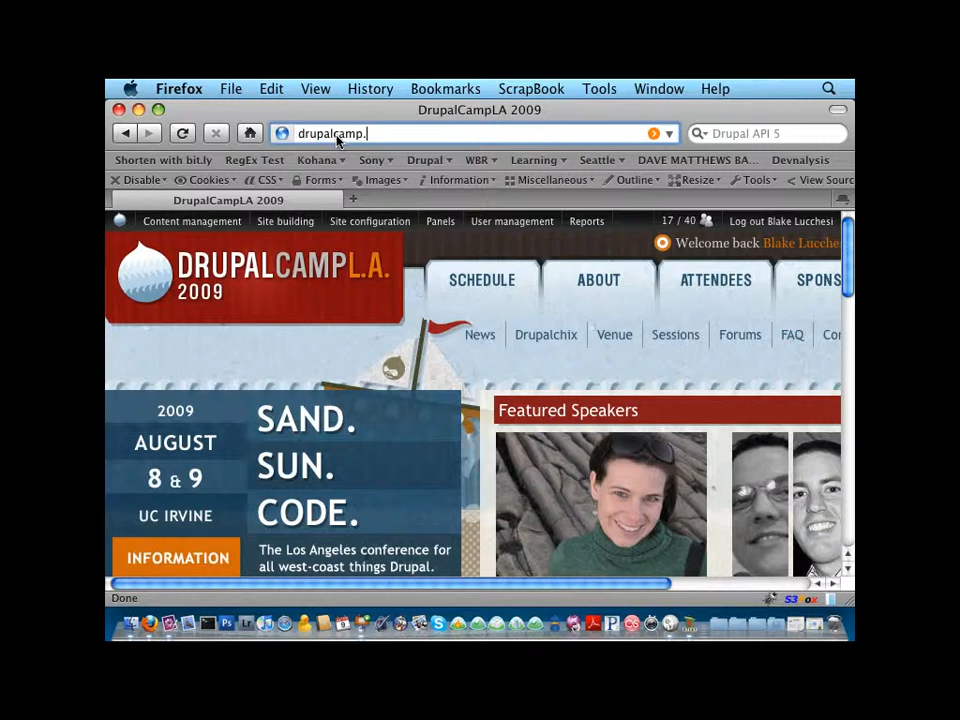 Firefox File Edit View History Bookmarks ScrapBook Tools Window Help
DrupalCampLA 2009
drupalcamp.
Drupal API 5
Shorten with bit.ly RegEx Test Kohana Sony Drupal WBR Learning Seattle DAVE MATTHEWS BA... Devnalysis
Disable Cookies CSS Forms Images Information Miscellaneous Outline Resize Tools View Sourc
DrupalCampLA 2009
Content management Site building Site configuration Panels User management Reports 17 / 40 Log out Blake Lucchesi
Welcome back Blake Lucche
DRUPALCAMPL.A.
2009
SCHEDULE ABOUT ATTENDEES SPONS
News Drupalchix Venue Sessions Forums FAQ Co
2009
AUGUST
8 & 9
UC IRVINE
INFORMATION
SAND.
SUN.
CODE.
The Los Angeles conference for
all west-coast things Drupal.
Featured Speakers
Done
S3Fox
Ps
Lr